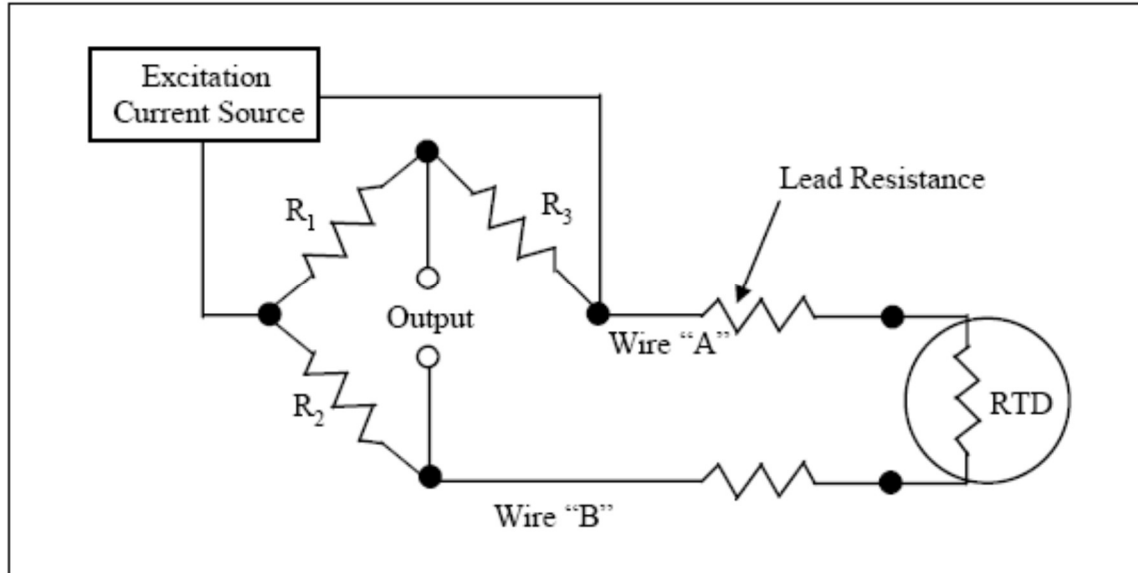 Excitation
Current Source
Lead Resistance
R1
R3
Output
Wire “A”
R2
RTD
Wire “B”